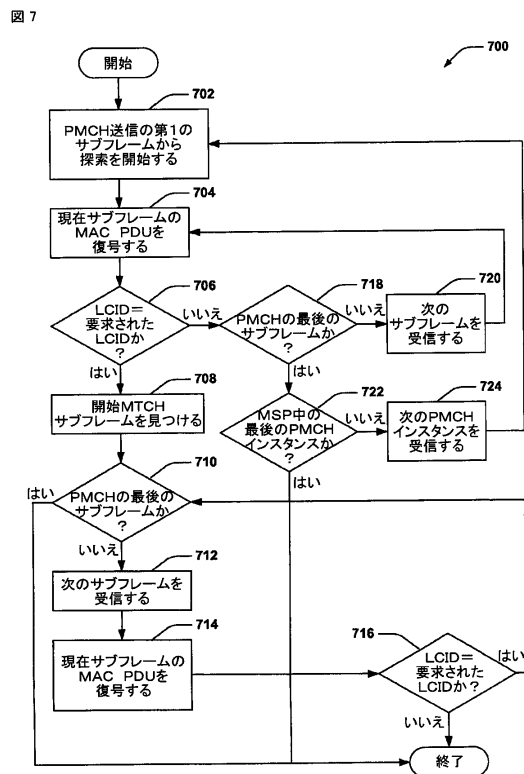 図 7
700
開始
702
PMCH送信の第1の
サブフレームから
探索を開始する
704
現在サブフレームの
MAC PDUを
復号する
706
LCID=
要求された
LCIDか
?
いいえ
はい
718
PMCHの最後の
サブフレームか
?
いいえ
はい
720
次の
サブフレームを
受信する
708
開始MTCH
サブフレームを見つける
722
MSP中の
最後のPMCH
インスタンスか
?
いいえ
はい
724
次のPMCH
インスタンスを
受信する
710
はい
PMCHの最後の
サブフレームか
?
いいえ
712
次のサブフレームを
受信する
714
現在サブフレームの
MAC PDUを
復号する
716
LCID=
要求された
LCIDか?
はい
いいえ
終了